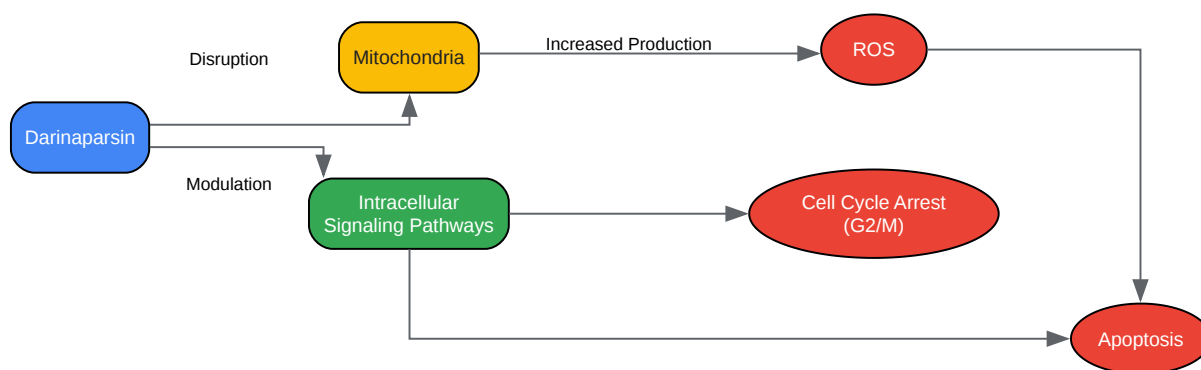 Disruption
Mitochondria
Increased Production
ROS
Darinaparsin
Modulation
Intracellular
Signaling Pathways
Cell Cycle Arrest
(G2/M)
Apoptosis